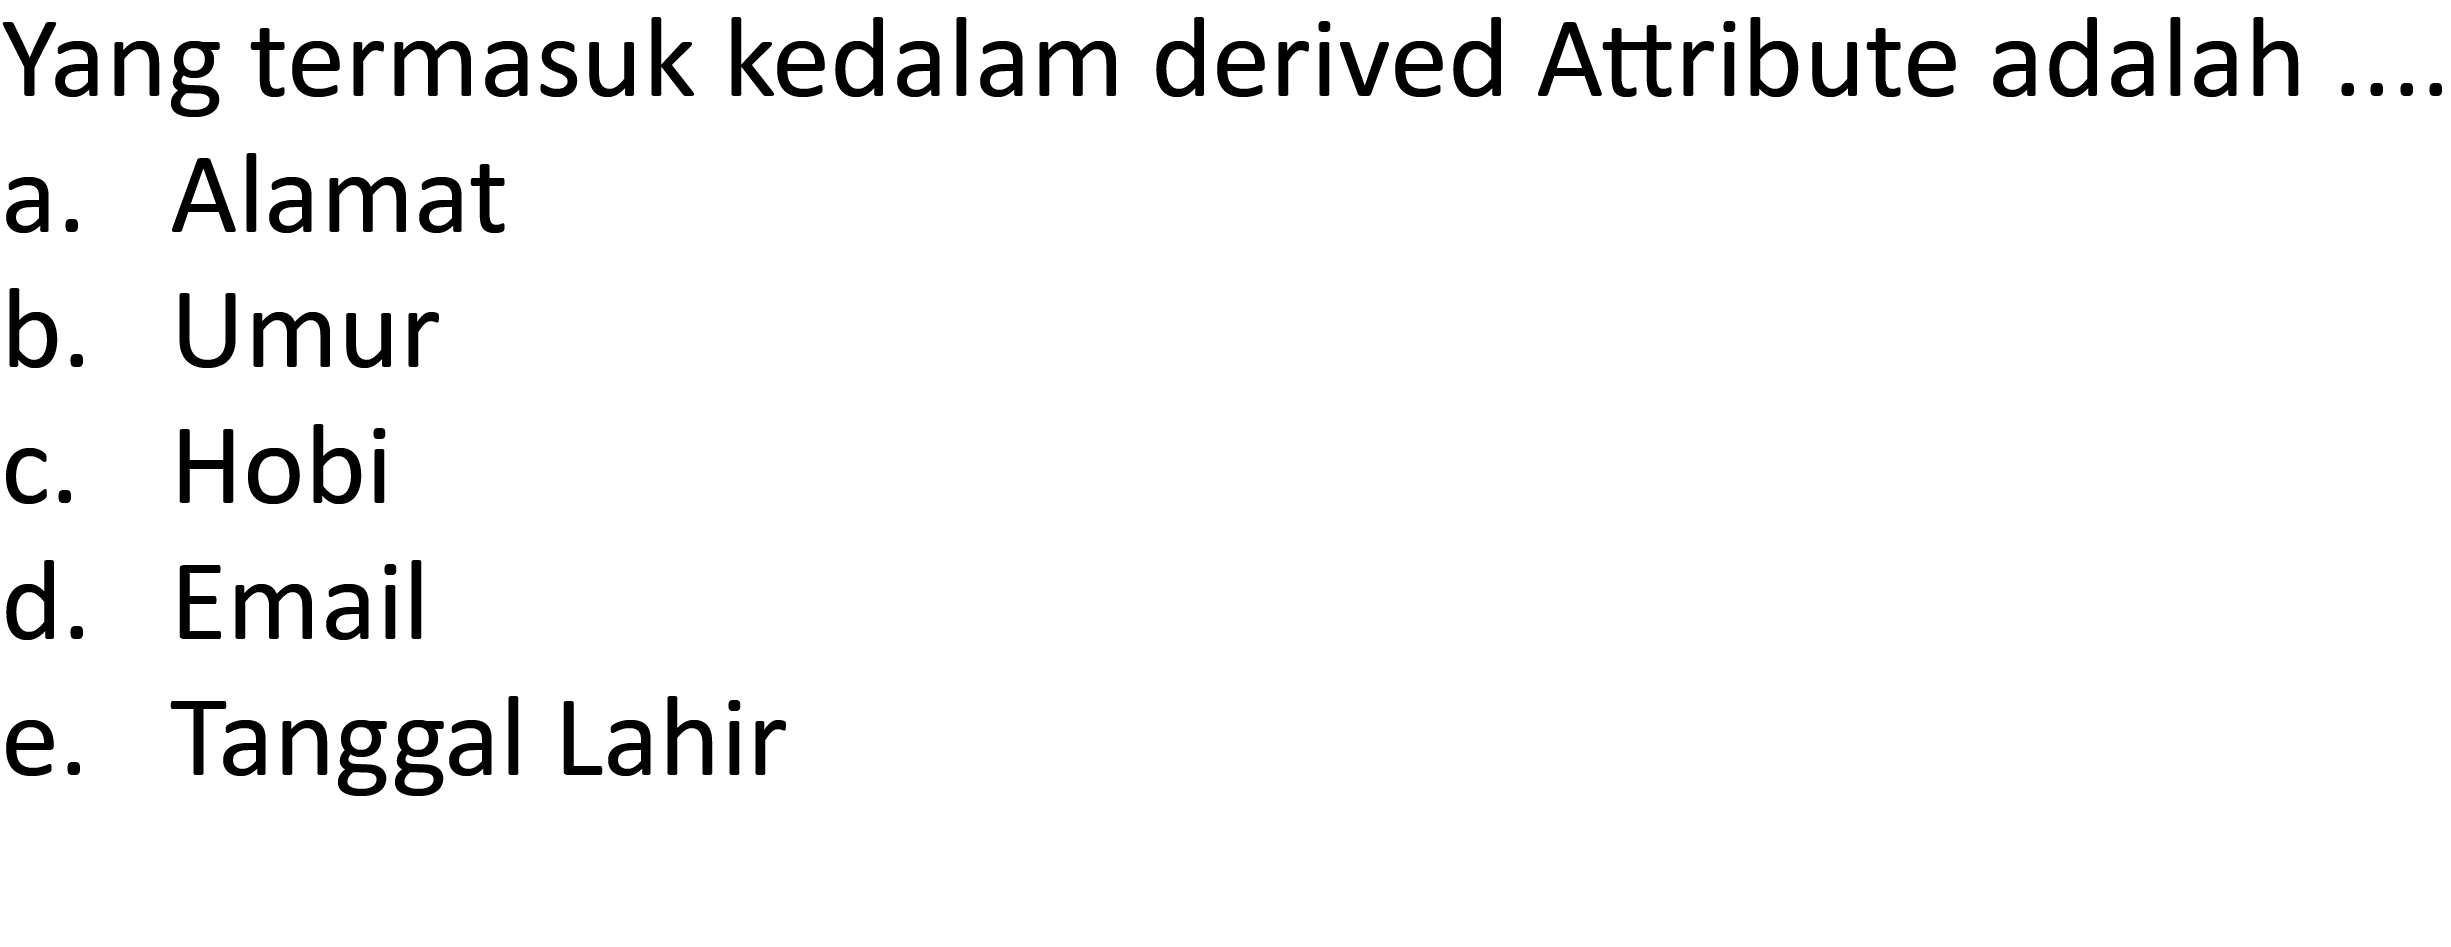 Yang termasuk kedalam derived Attribute adalah ....
a. Alamat
b. Umur
c. Hobi
d. Email
e. Tanggal Lahir